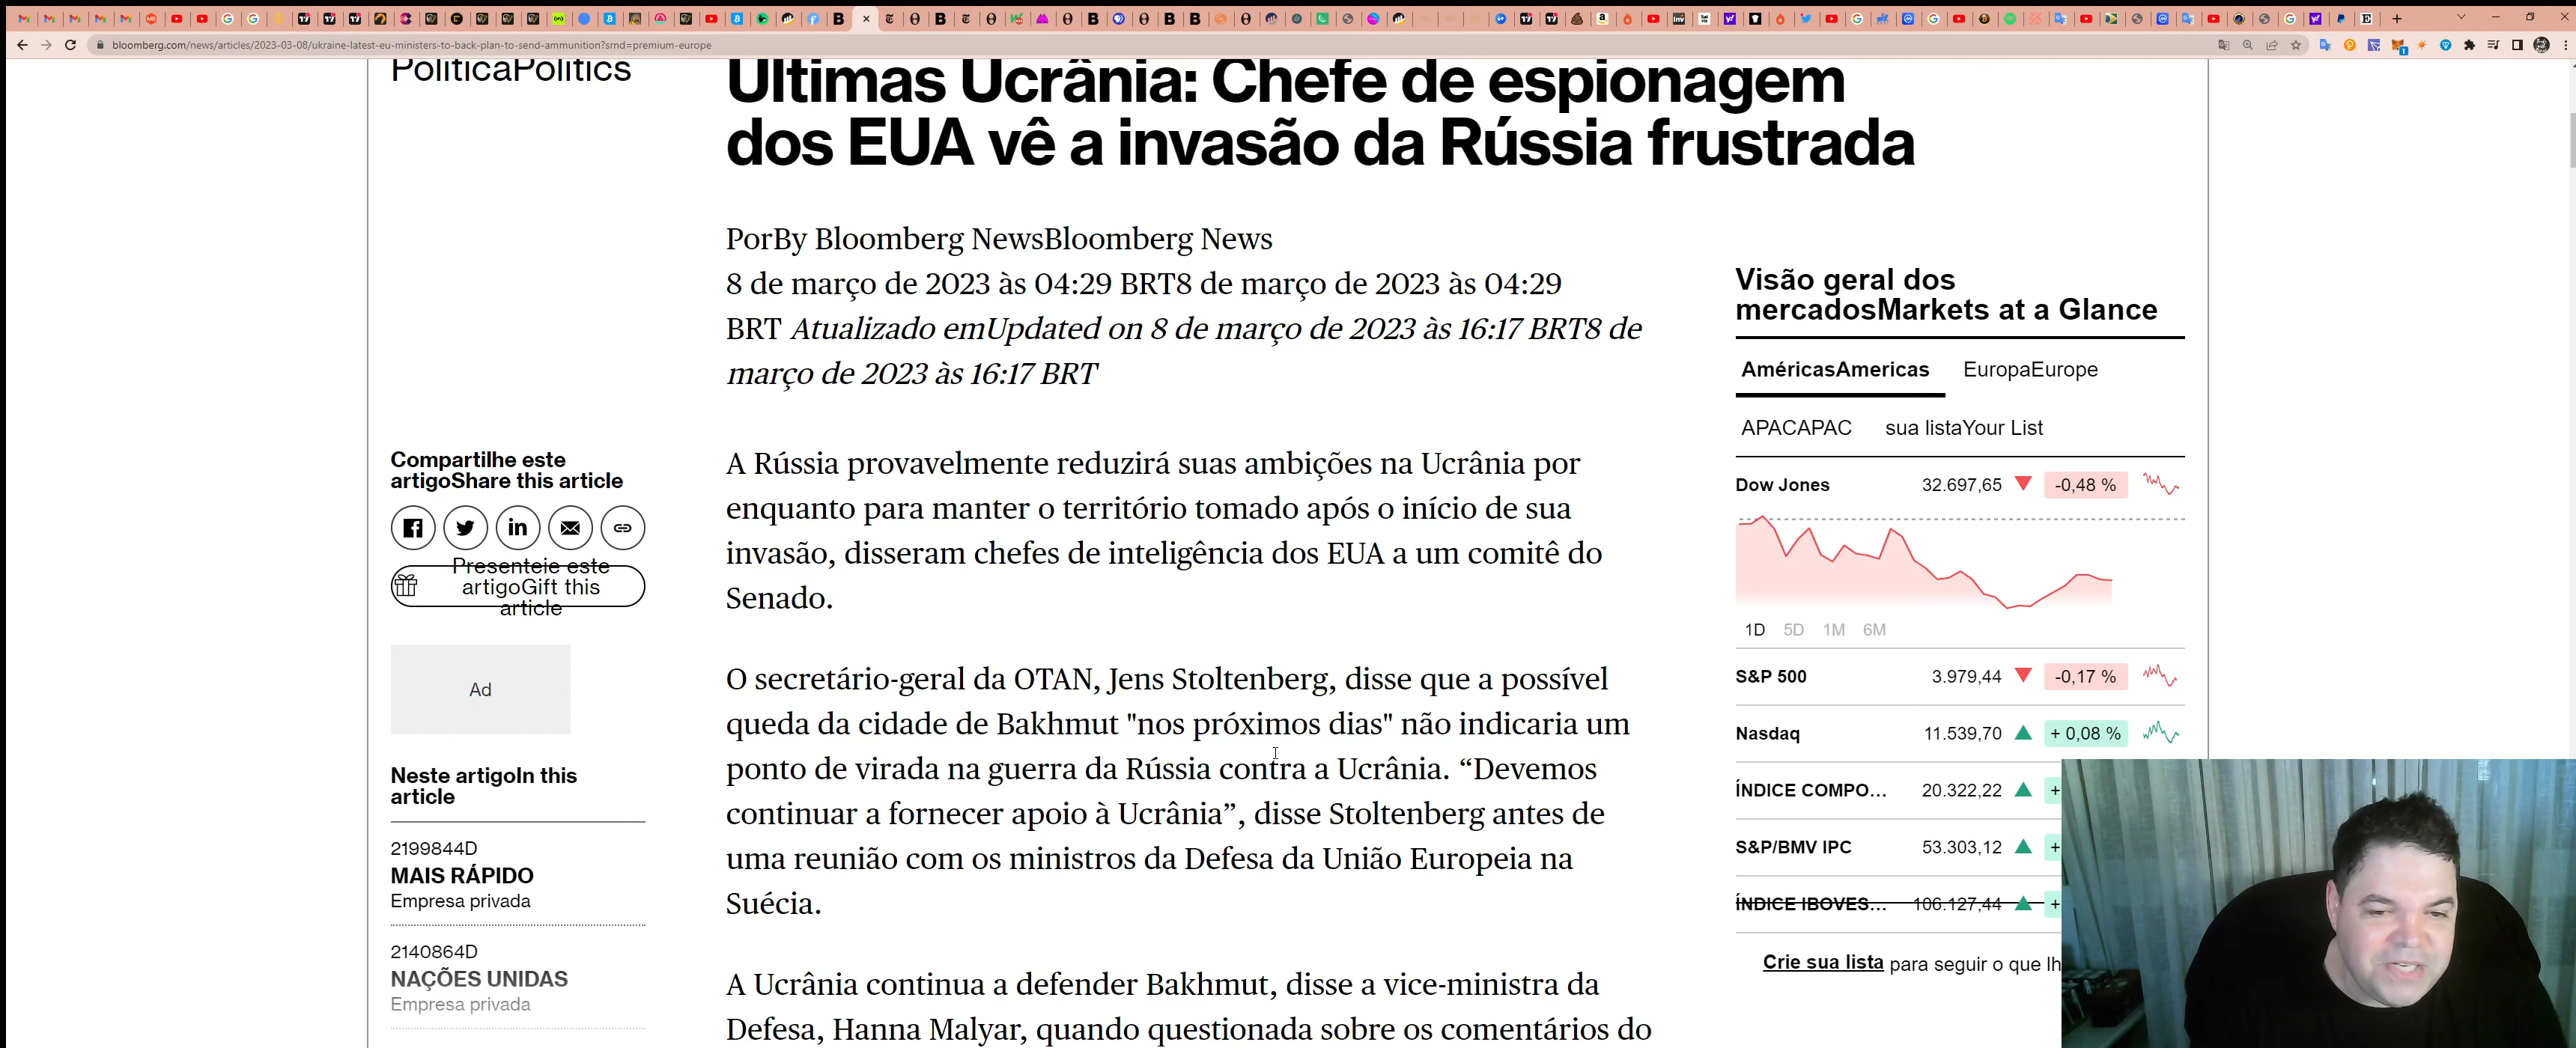 bloomberg.com/news/articles/2023-03-08/ukraine-latest-eu-ministers-to-back-plan-to-send-ammunition?srnd=premium-europe
PolíticaPolitics
Últimas Ucrânia: Chefe de espionagem
dos EUA vê a invasão da Rússia frustrada
PorBy Bloomberg NewsBloomberg News
8 de março de 2023 às 04:29 BRT8 de março de 2023 às 04:29
BRT Atualizado emUpdated on 8 de março de 2023 às 16:17 BRT8 de
março de 2023 às 16:17 BRT
Compartilhe este
artigoShare this article
Presenteie este
artigoGift this
article
Ad
Neste artigoIn this
article
2199844D
MAIS RÁPIDO
Empresa privada
2140864D
NAÇÕES UNIDAS
Empresa privada
A Rússia provavelmente reduzirá suas ambições na Ucrânia por
enquanto para manter o território tomado após o início de sua
invasão, disseram chefes de inteligência dos EUA a um comitê do
Senado.
O secretário-geral da OTAN, Jens Stoltenberg, disse que a possível
queda da cidade de Bakhmut "nos próximos dias" não indicaria um
ponto de virada na guerra da Rússia contra a Ucrânia. “Devemos
continuar a fornecer apoio à Ucrânia”, disse Stoltenberg antes de
uma reunião com os ministros da Defesa da União Europeia na
Suécia.
A Ucrânia continua a defender Bakhmut, disse a vice-ministra da
Defesa, Hanna Malyar, quando questionada sobre os comentários do
Visão geral dos
mercadosMarkets at a Glance
AméricasAmericas EuropaEurope
APACAPAC sua listaYour List
Dow Jones 32.697,65 -0,48 %
1D 5D 1M 6M
S&P 500 3.979,44 -0,17 %
Nasdaq 11.539,70 + 0,08 %
ÍNDICE COMPO… 20.322,22 +
S&P/BMV IPC 53.303,12 +
ÍNDICE IBOVES… 106.127,44 +
Crie sua lista para seguir o que lh